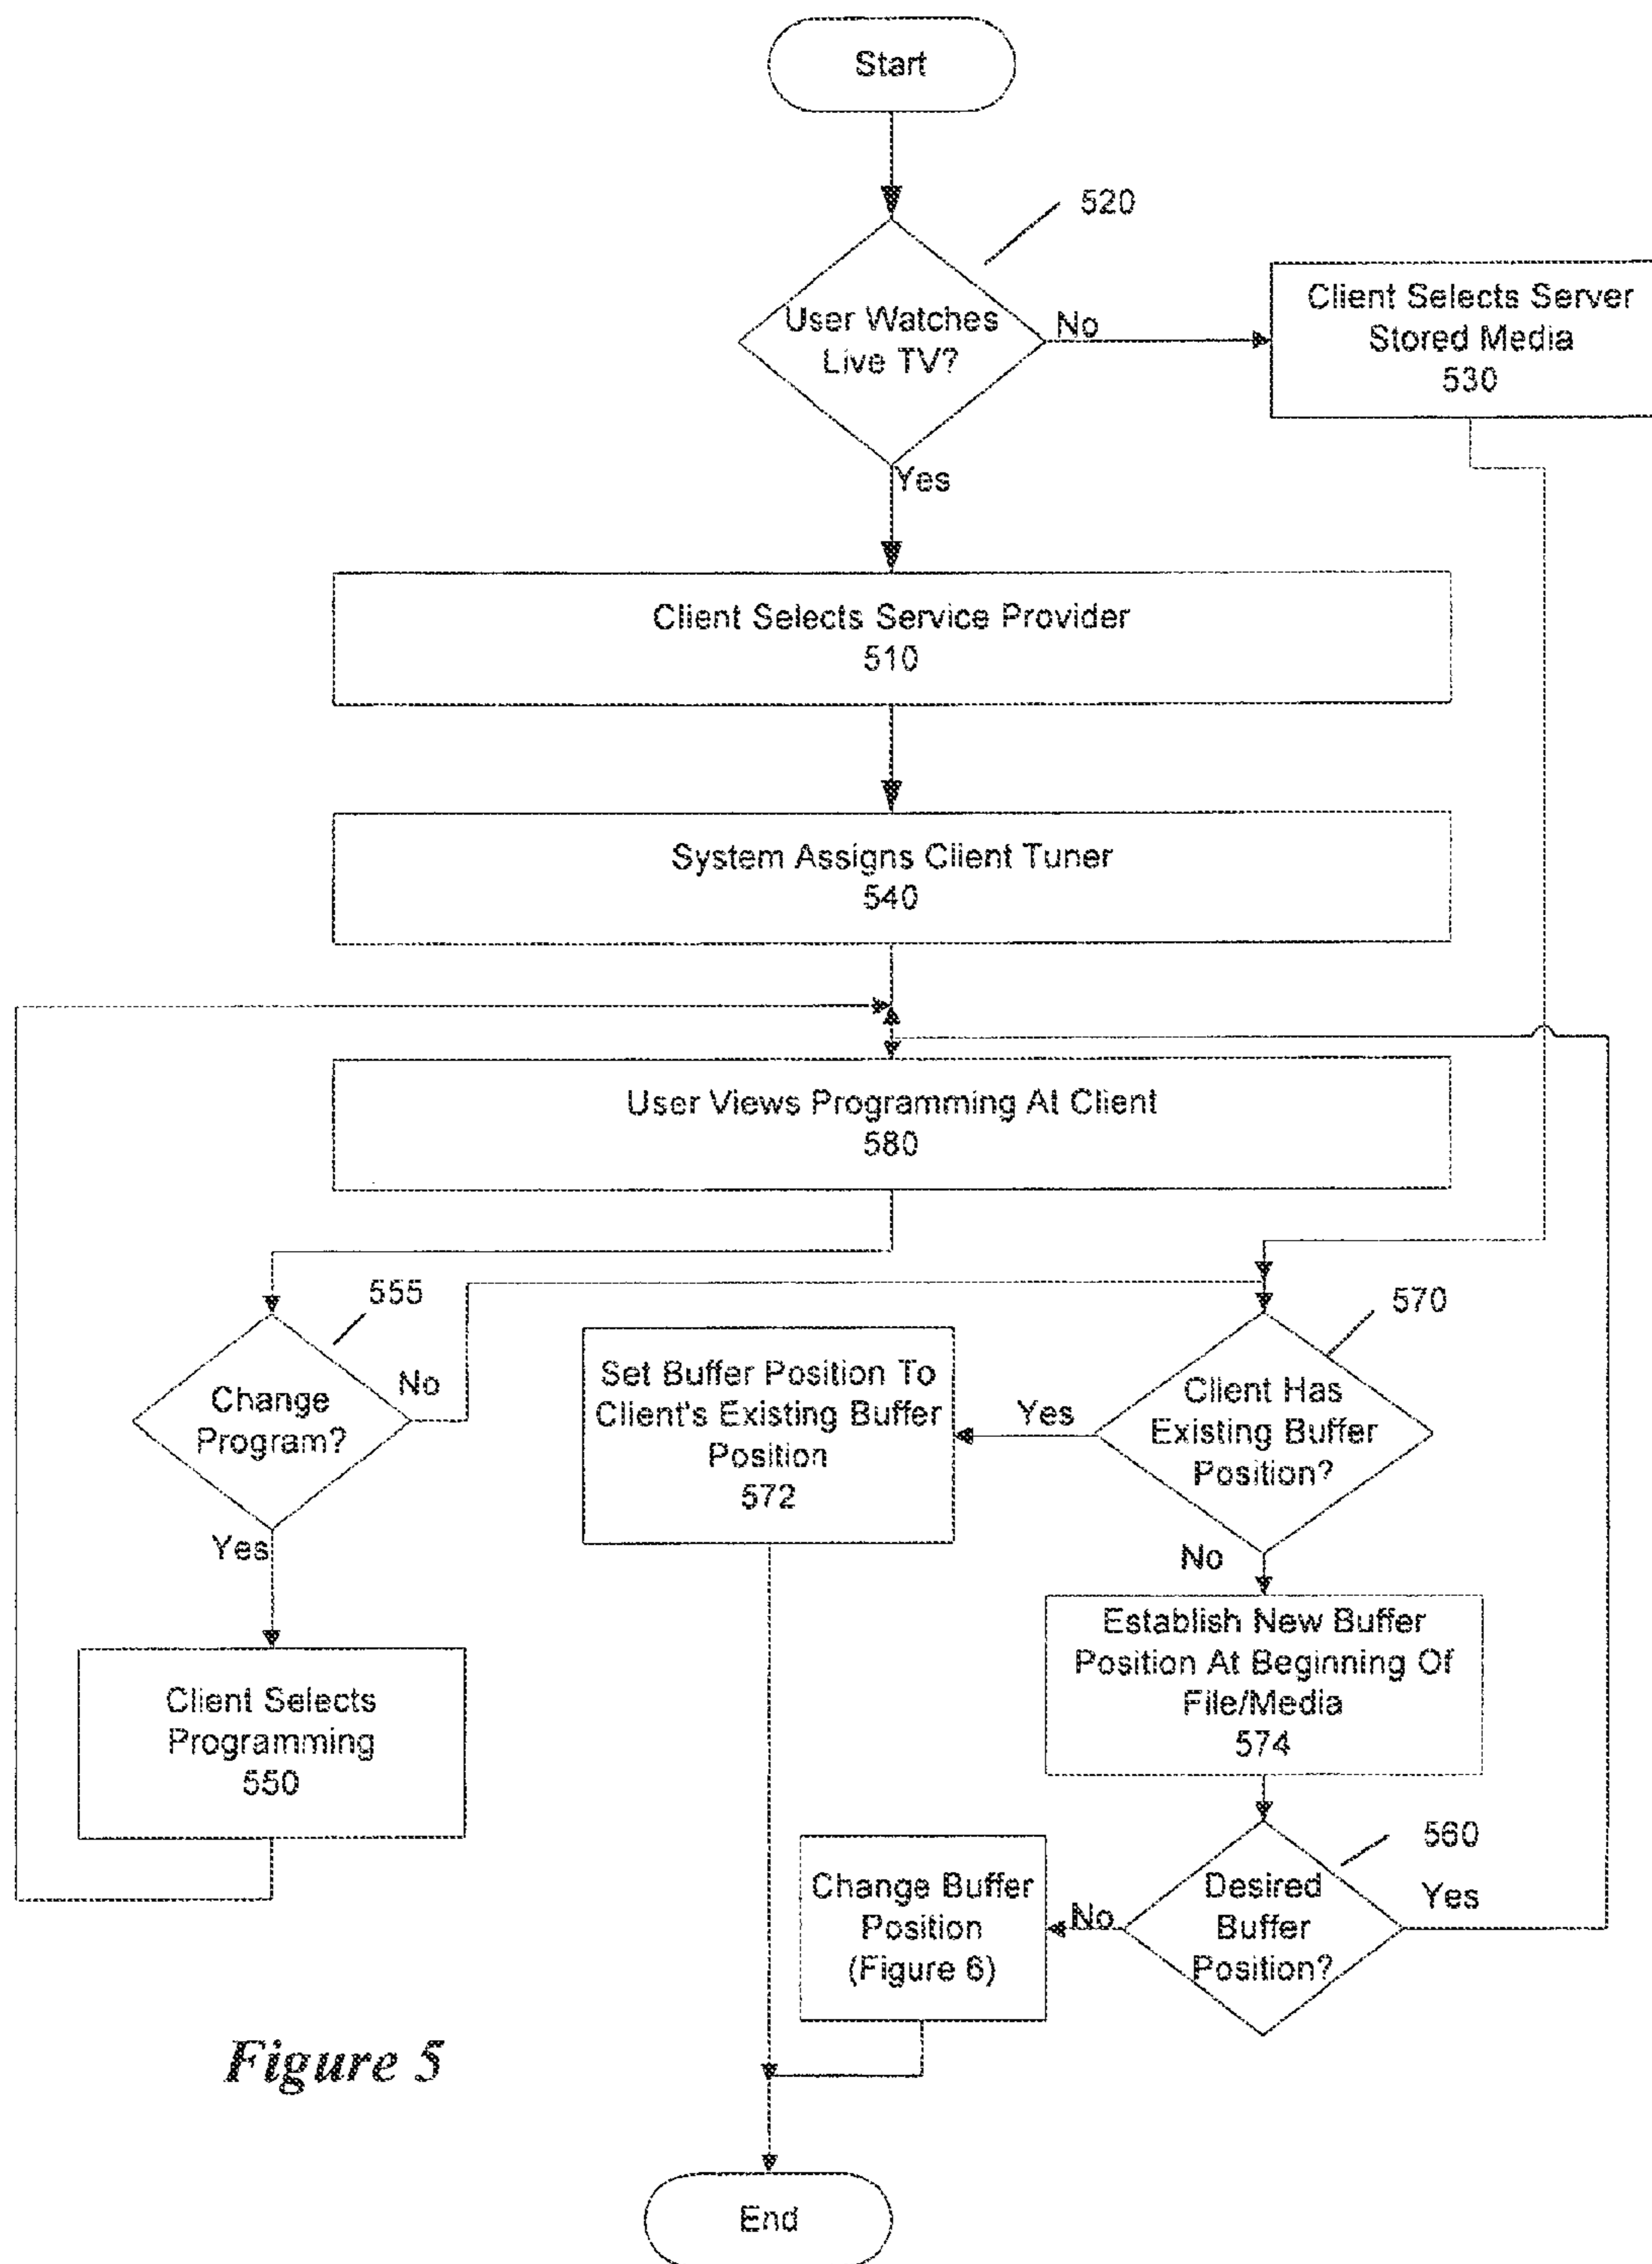 Start
520
User Watches
Live TV?
No
Client Selects Server
Stored Media
530
Yes
Client Selects Service Provider
510
System Assigns Client Tuner
540
User Views Programming At Client
580
555
Change
Program?
No
Yes
Set Buffer Position To
Client's Existing Buffer
Position
572
Yes
570
Client Has
Existing Buffer
Position?
No
Client Selects
Programming
550
Establish New Buffer
Position At Beginning Of
File/Media
574
560
Desired
Buffer
Position?
Yes
No
Change Buffer
Position
(Figure 6)
Figure 5
End